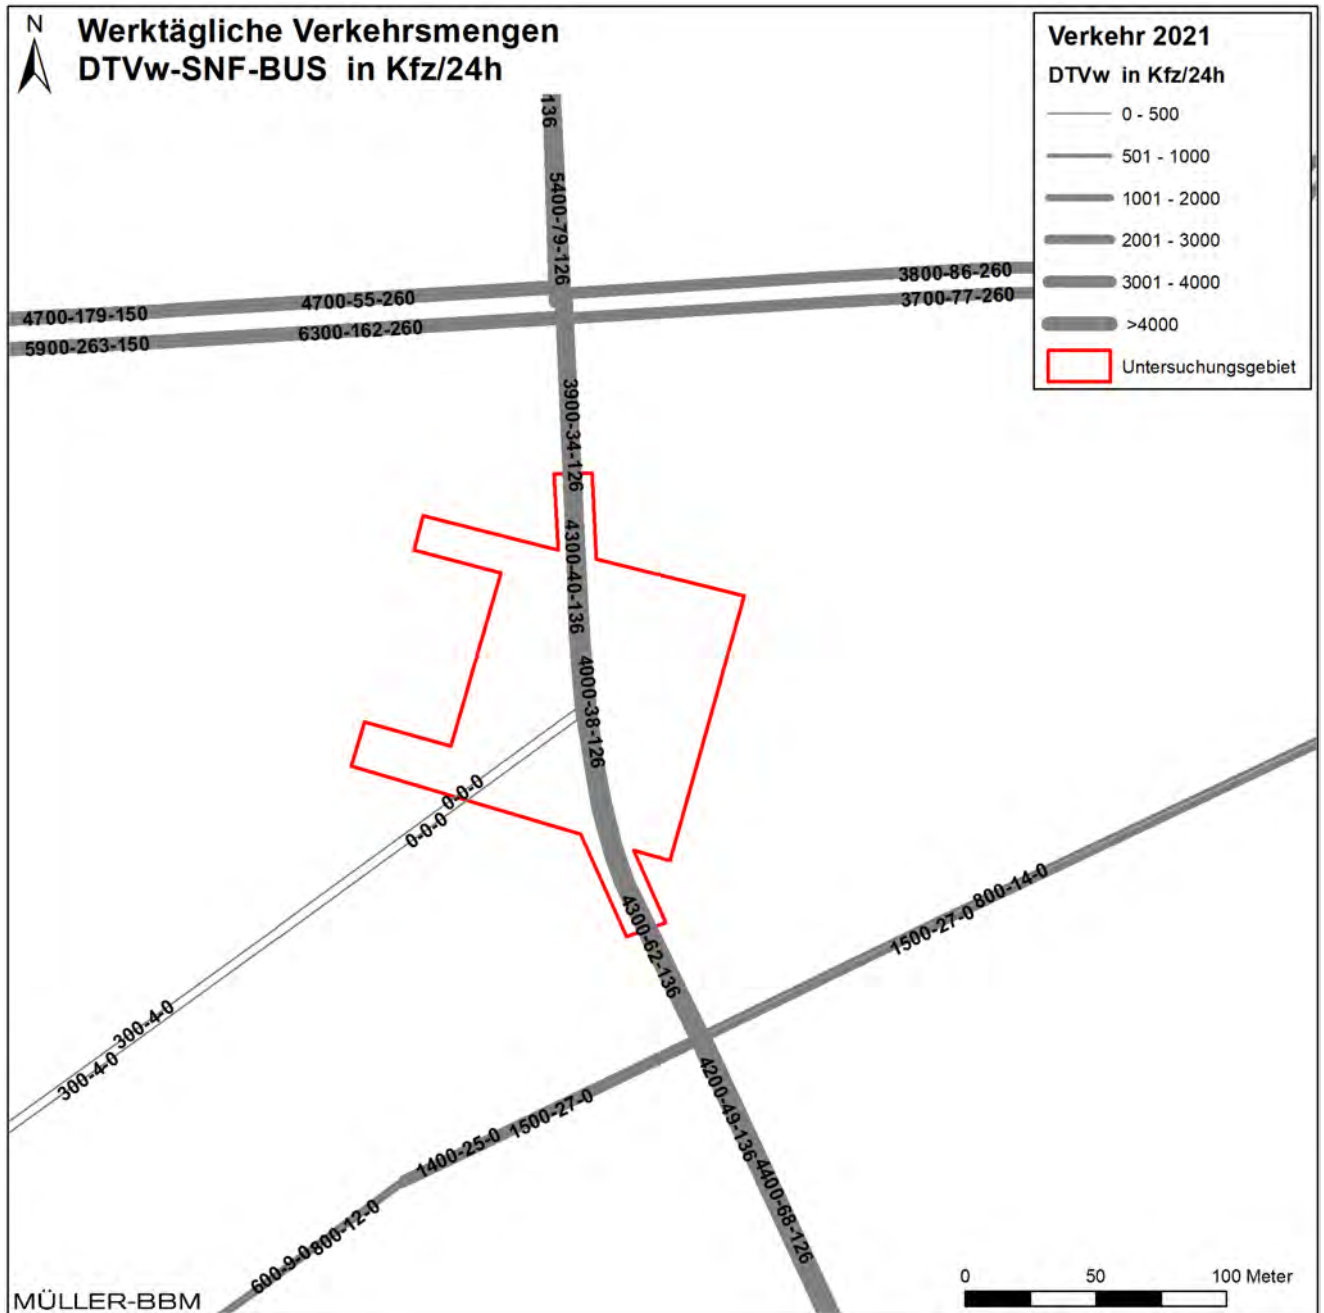 N
Werktägliche Verkehrsmengen
DTVw-SNF-BUS in Kfz/24h
Verkehr 2021
DTVw in Kfz/24h
0 - 500
501 - 1000
1001 - 2000
2001 - 3000
3001 - 4000
>4000
Untersuchungsgebiet
136
5400-79-126
3800-86-260
4700-55-260
3700-77-260
4700-179-150
6300-162-260
5900-263-150
3900-34-126
4300-40-136
4000-38-126
0-0-0
0-0-0
4300-62-136
800-14-0
1500-27-0
300-4-0
300-4-0
4200-49-136
1500-27-0
1400-25-0
4400-68-126
800-12-0
600-9-0
0 50 100 Meter
MÜLLER-BBM